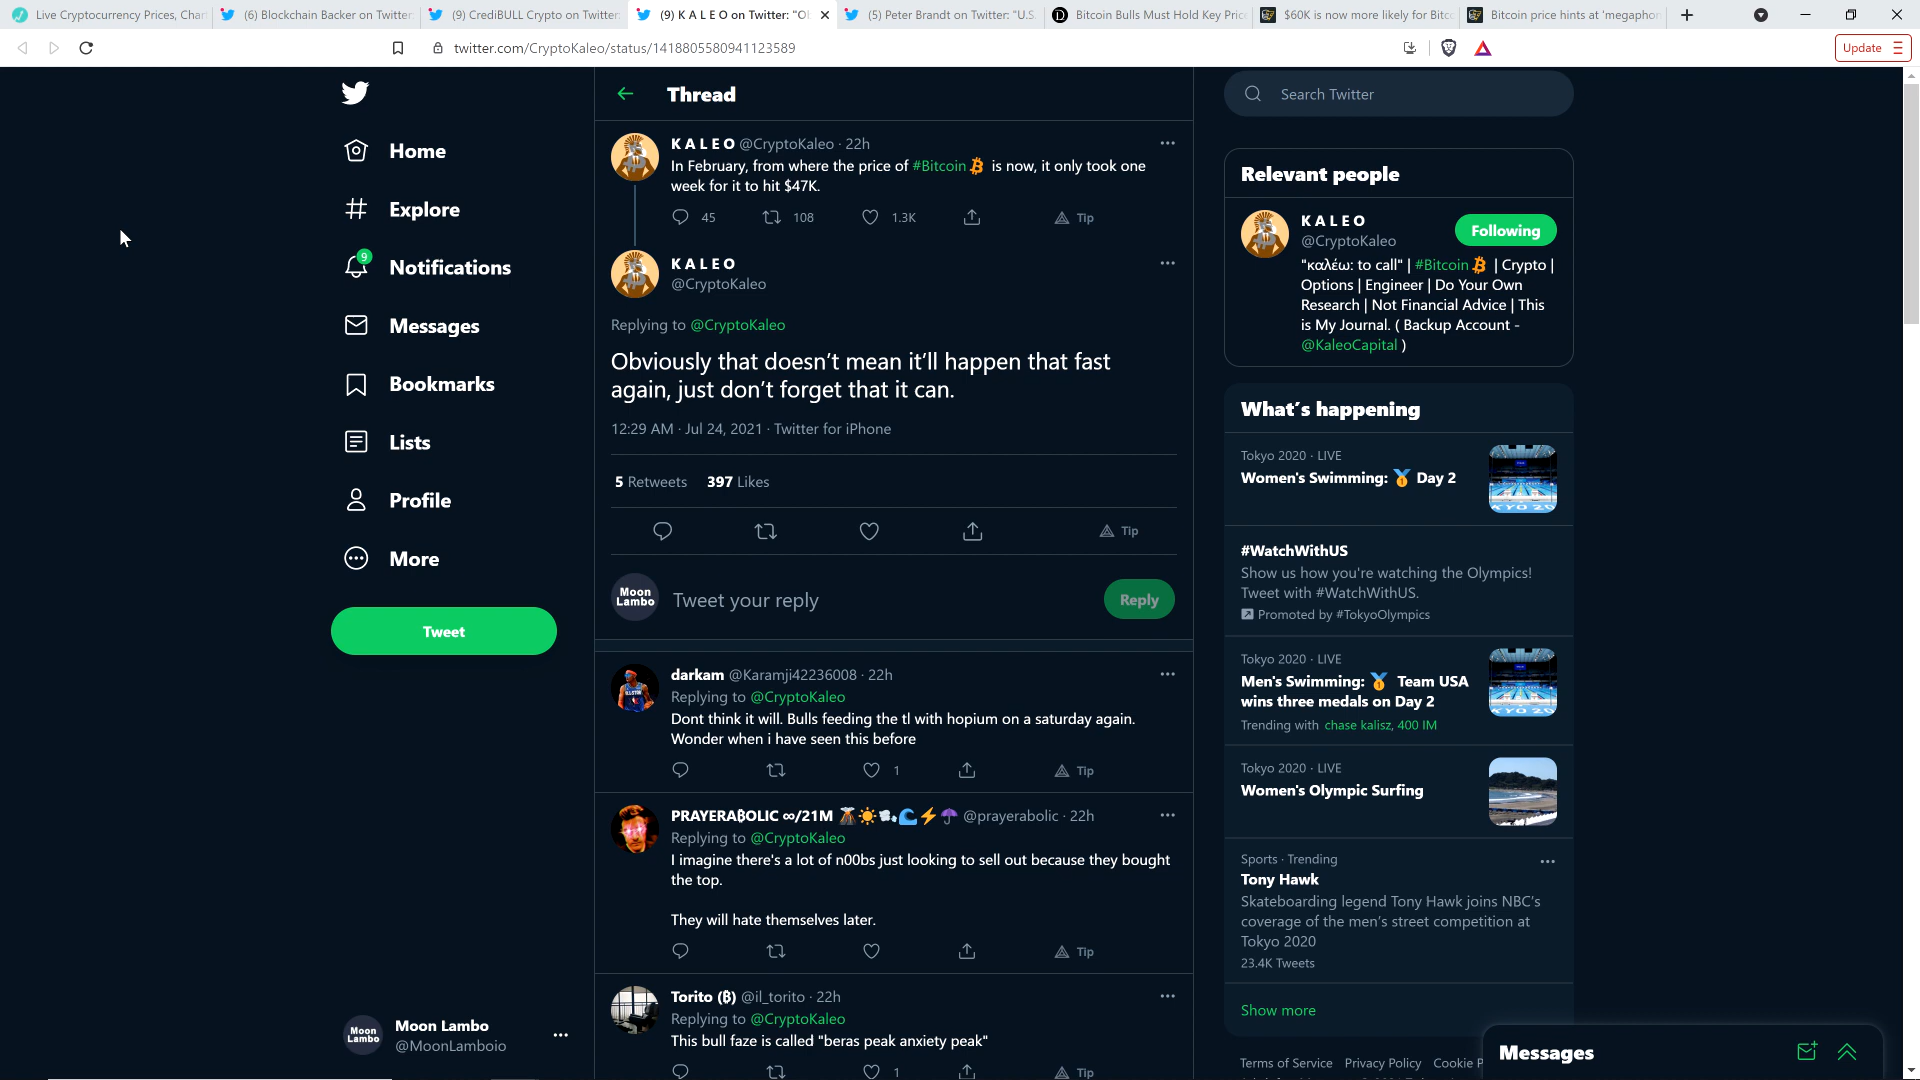 Live Cryptocurrency Prices, Char
(6) Blockchain Backer on Twitter
(9) CrediBULL Crypto on Twitter
(9) K A L E O on Twitter: "Ob
(5) Peter Brandt on Twitter: "U.S.
Bitcoin Bulls Must Hold Key Price
$60K is now more likely for Bitco
Bitcoin price hints at 'megaphon
twitter.com/CryptoKaleo/status/1418805580941123589
Update
Home
Explore
9
Notifications
Messages
Bookmarks
Lists
Profile
More
Tweet
Moon Lambo
Moon Lambo
@MoonLamboio
Thread
K A L E O @CryptoKaleo · 22h
In February, from where the price of #Bitcoin is now, it only took one
week for it to hit $47K.
45 108 1.3K Tip
K A L E O
@CryptoKaleo
Replying to @CryptoKaleo
Obviously that doesn’t mean it’ll happen that fast
again, just don’t forget that it can.
12:29 AM · Jul 24, 2021 · Twitter for iPhone
5 Retweets 397 Likes
Tip
Moon Lambo
Tweet your reply
Reply
darkam @Karamji42236008 · 22h
Replying to @CryptoKaleo
Dont think it will. Bulls feeding the tl with hopium on a saturday again.
Wonder when i have seen this before
1 Tip
PRAYERA₿OLIC ∞/21M 🌋☀️🌬️🌊⚡☂️ @prayerabolic · 22h
Replying to @CryptoKaleo
I imagine there's a lot of n00bs just looking to sell out because they bought
the top.
They will hate themselves later.
Tip
Torito (₿) @il_torito · 22h
Replying to @CryptoKaleo
This bull faze is called "beras peak anxiety peak"
1 Tip
Search Twitter
Relevant people
K A L E O
@CryptoKaleo
Following
"καλέω: to call" | #Bitcoin | Crypto |
Options | Engineer | Do Your Own
Research | Not Financial Advice | This
is My Journal. ( Backup Account -
@KaleoCapital )
What’s happening
Tokyo 2020 · LIVE
Women's Swimming: 🥇 Day 2
#WatchWithUS
Show us how you're watching the Olympics!
Tweet with #WatchWithUS.
Promoted by #TokyoOlympics
Tokyo 2020 · LIVE
Men's Swimming: 🥇 Team USA
wins three medals on Day 2
Trending with chase kalisz, 400 IM
Tokyo 2020 · LIVE
Women's Olympic Surfing
Sports · Trending
Tony Hawk
Skateboarding legend Tony Hawk joins NBC's
coverage of the men’s street competition at
Tokyo 2020
23.4K Tweets
Show more
Terms of Service Privacy Policy Cookie P
Messages